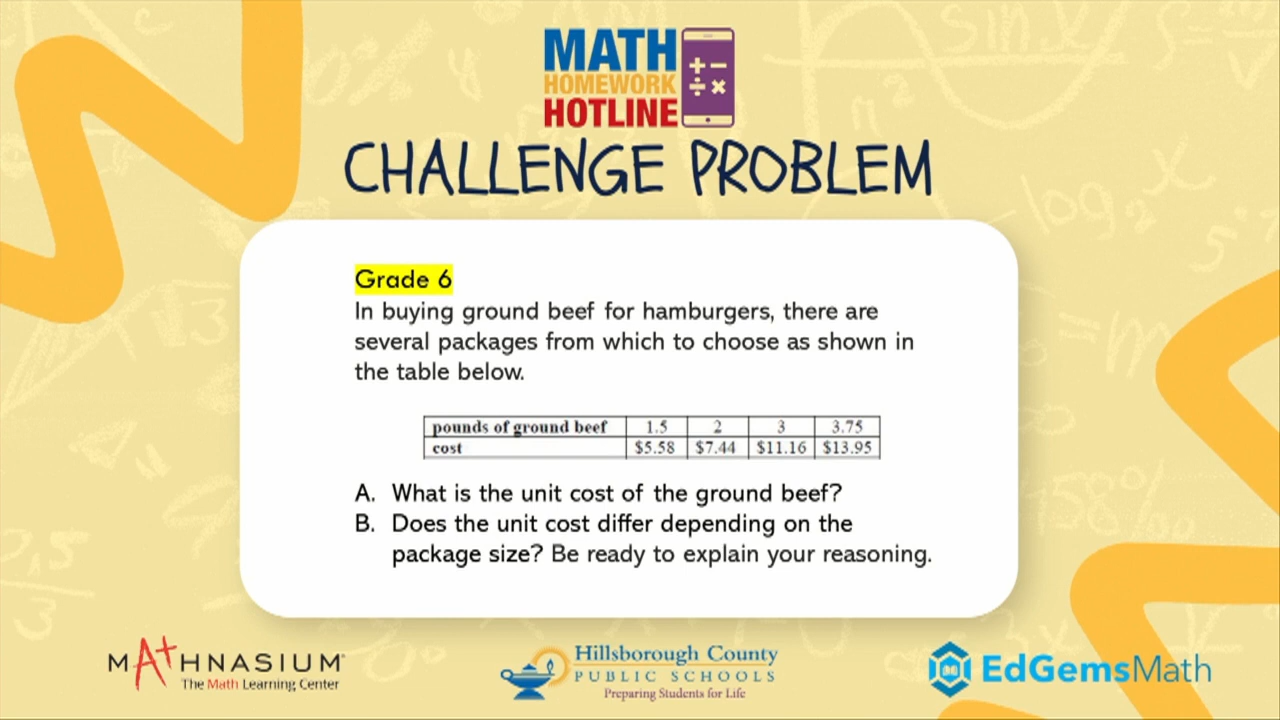 MATH
HOMEWORK
HOTLINE
+ −
÷ ×
CHALLENGE PROBLEM
Grade 6
In buying ground beef for hamburgers, there are
several packages from which to choose as shown in
the table below.
pounds of ground beef 1.5 2 3 3.75
cost $5.58 $7.44 $11.16 $13.95
A. What is the unit cost of the ground beef?
B. Does the unit cost differ depending on the
package size? Be ready to explain your reasoning.
MATHNASIUM
The Math Learning Center
Hillsborough County
PUBLIC SCHOOLS
Preparing Students for Life
EdGemsMath
sin x
-log₂ x